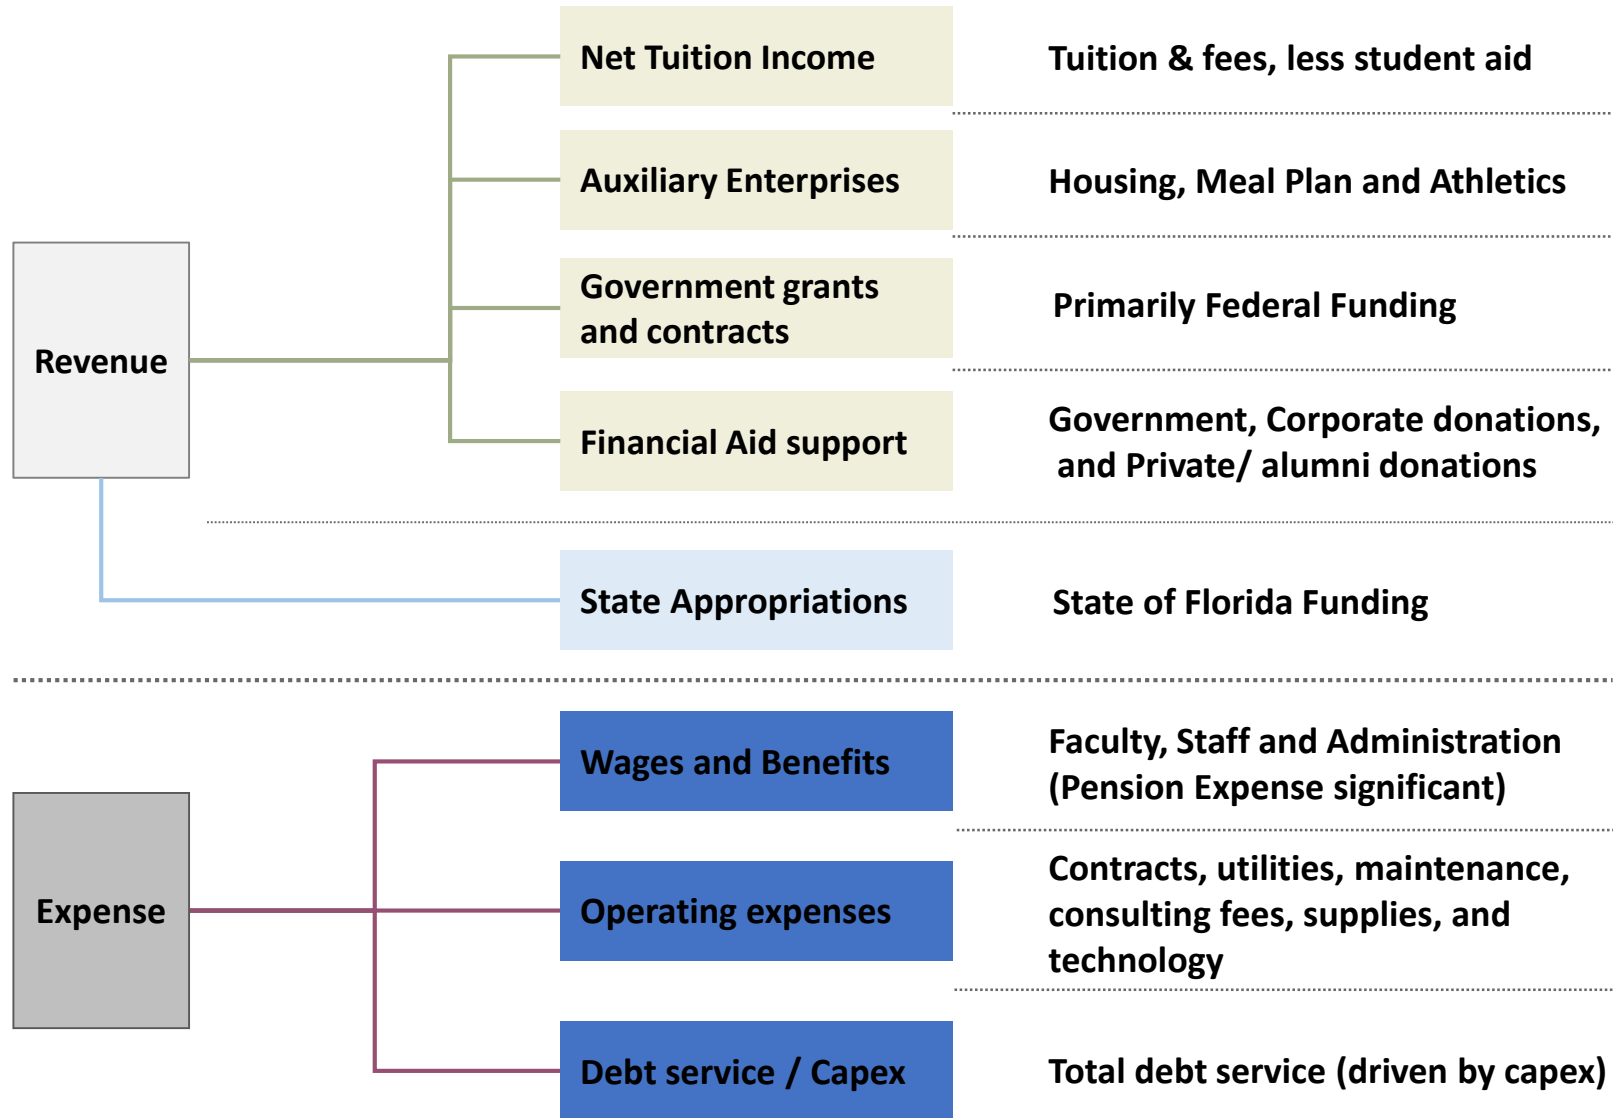 Net Tuition Income
Tuition & fees, less student aid
Auxiliary Enterprises
Housing, Meal Plan and Athletics
Government grants
and contracts
Primarily Federal Funding
Revenue
Financial Aid support
Government, Corporate donations,
and Private/ alumni donations
State Appropriations
State of Florida Funding
Wages and Benefits
Faculty, Staff and Administration
(Pension Expense significant)
Expense
Operating expenses
Contracts, utilities, maintenance,
consulting fees, supplies, and
technology
Debt service / Capex
Total debt service (driven by capex)